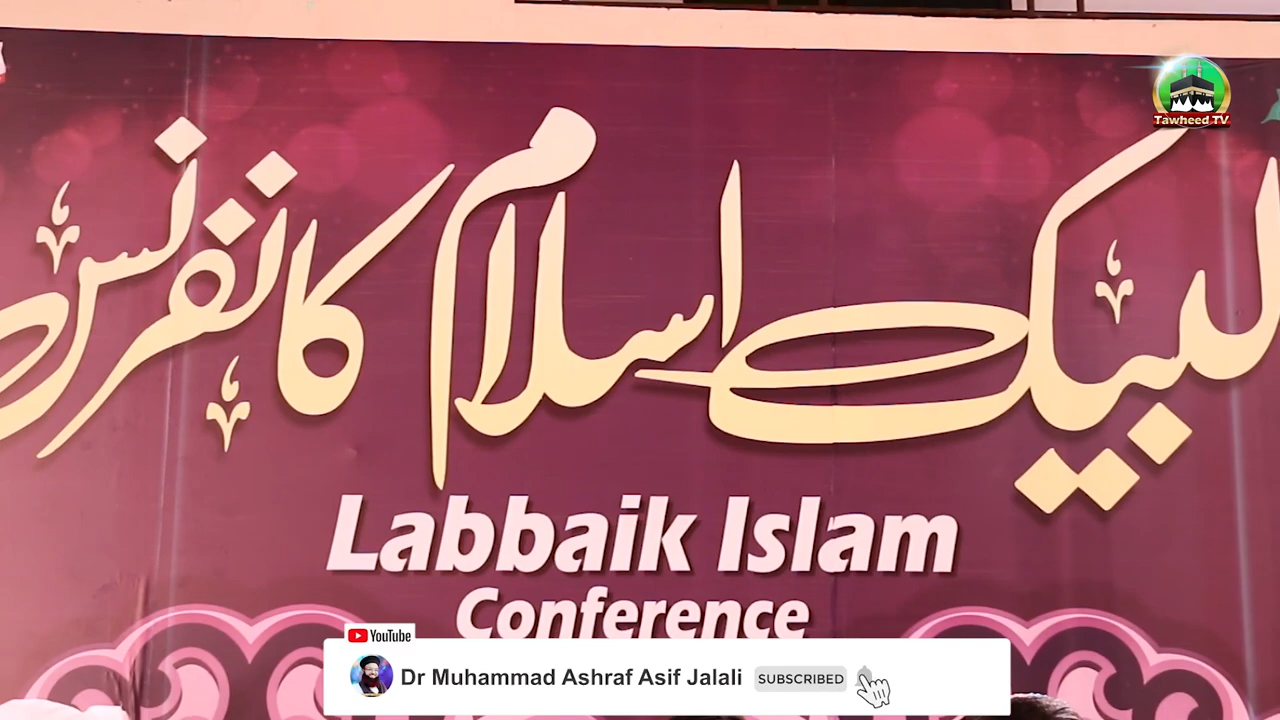 Tawheed TV
لبیک اسلام کانفرنس
Labbaik Islam
Conference
YouTube
Dr Muhammad Ashraf Asif Jalali SUBSCRIBED